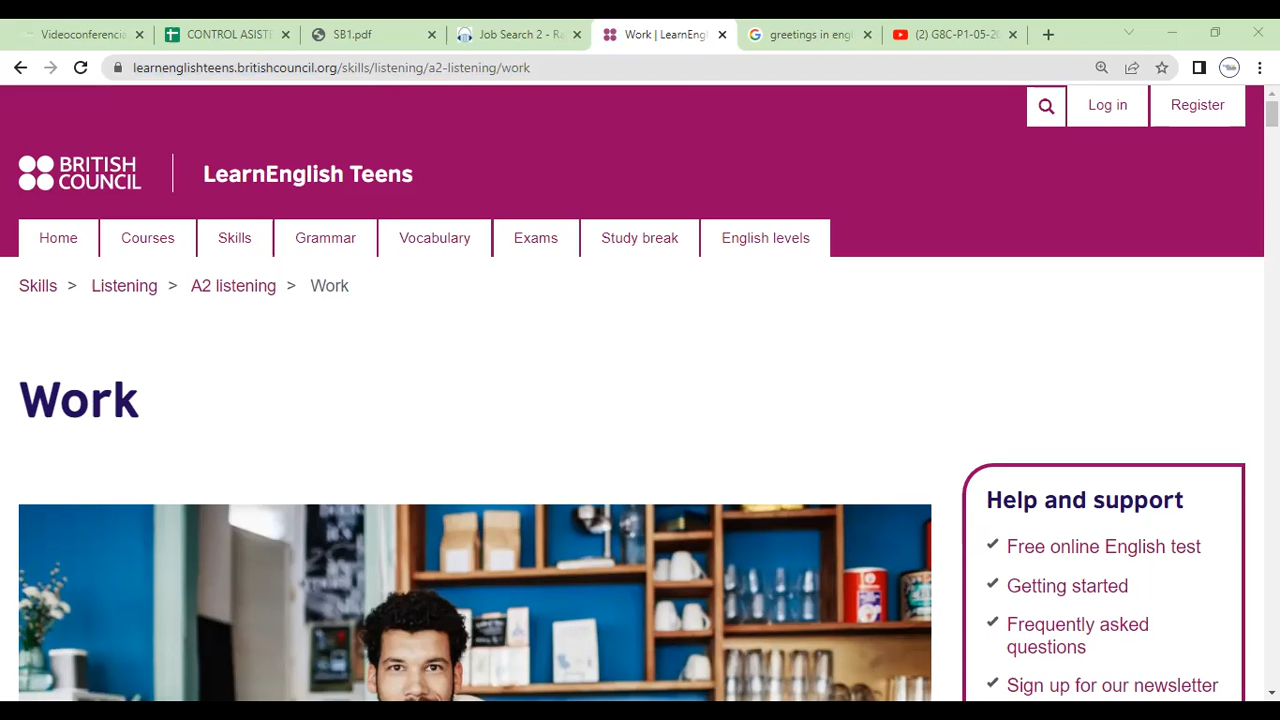 Videoconferencic
CONTROL ASISTE
SB1.pdf
Job Search 2 - Ra
Work | LearnEngl
greetings in engl
(2) G8C-P1-05-20
learnenglishteens.britishcouncil.org/skills/listening/a2-listening/work
Log in
Register
BRITISH
COUNCIL
LearnEnglish Teens
Home
Courses
Skills
Grammar
Vocabulary
Exams
Study break
English levels
Skills > Listening > A2 listening > Work
Work
Help and support
Free online English test
Getting started
Frequently asked
questions
Sign up for our newsletter